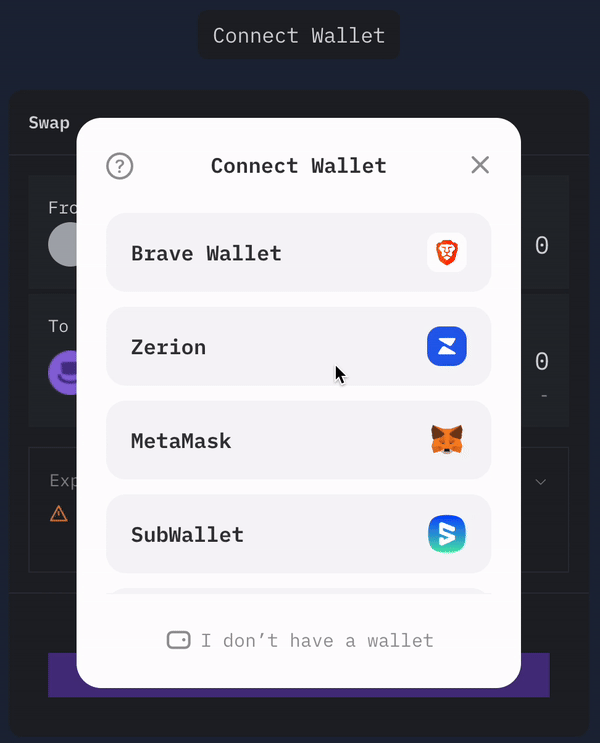 Connect Wallet
Swap
Connect Wallet
Fro
0
Brave Wallet
Zerion
To
0
-
MetaMask
Exp
SubWallet
I don’t have a wallet